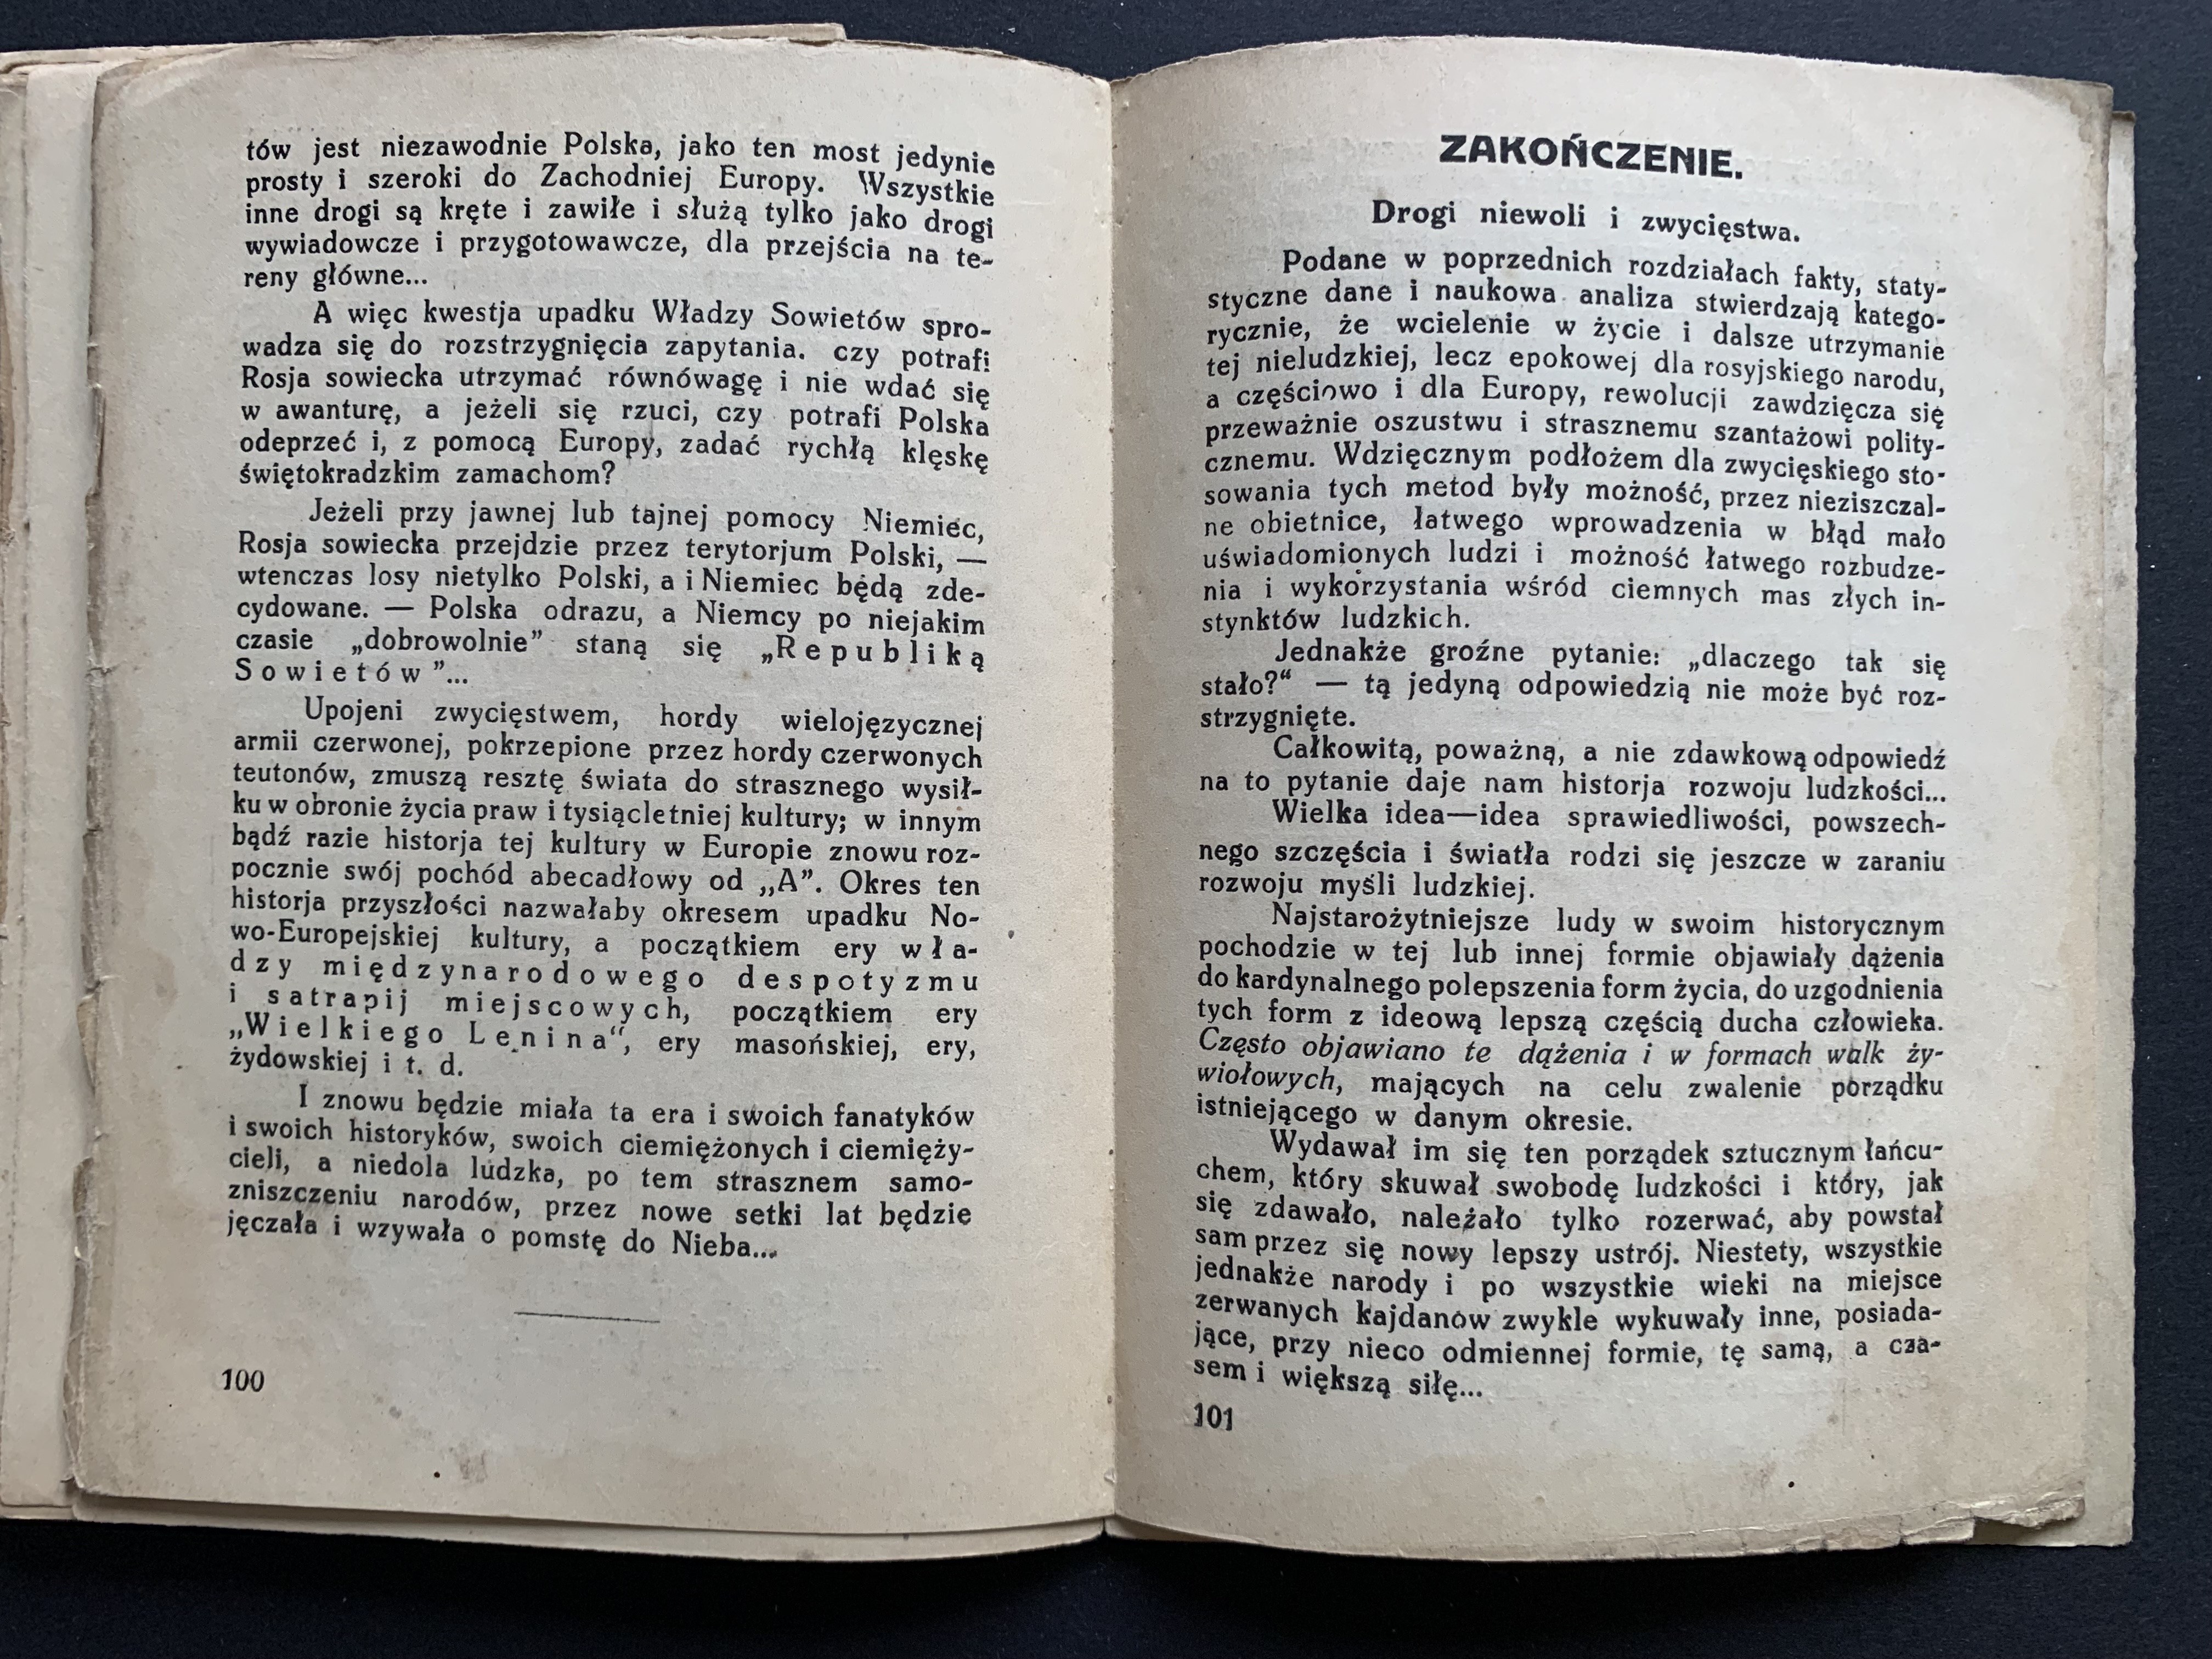 tów jest niezawodnie Polska, jako ten most jedynie
prosty i szeroki do Zachodniej Europy. Wszystkie
inne drogi są kręte i zawiłe i służą tylko jako drogi
wywiadowcze i przygotowawcze, dla przejścia na te-
reny główne...
A więc kwestja upadku Władzy Sowietów spro-
wadza się do rozstrzygnięcia zapytania. czy potrafi
Rosja sowiecka utrzymać równówagę i nie wdać się
w awanturę, a jeżeli się rzuci, czy potrafi Polska
odeprzeć i, z pomocą Europy, zadać rychłą klęskę
świętokradzkim zamachom?
Jeżeli przy jawnej lub tajnej pomocy Niemiec,
Rosja sowiecka przejdzie przez terytorjum Polski, —
wtenczas losy nietylko Polski, a i Niemiec będą zde-
cydowane. — Polska odrazu, a Niemcy po niejakim
czasie „dobrowolnie” staną się „Republiką
Sowietów”...
Upojeni zwycięstwem, hordy wielojęzycznej
armii czerwonej, pokrzepione przez hordy czerwonych
teutonów, zmuszą resztę świata do strasznego wysił-
ku w obronie życia praw i tysiącletniej kultury; w innym
bądź razie historja tej kultury w Europie znowu roz-
pocznie swój pochód abecadłowy od „A”. Okres ten
historja przyszłości nazwałaby okresem upadku No-
wo-Europejskiej kultury, a początkiem ery wła-
dzy międzynarodowego despotyzmu
i satrapij miejscowych, początkiem ery
„Wielkiego Lenina“, ery masońskiej, ery,
żydowskiej i t. d.
I znowu będzie miała ta era i swoich fanatyków
i swoich historyków, swoich ciemiężonych i ciemięży-
cieli, a niedola ludzka, po tem strasznem samo-
zniszczeniu narodów, przez nowe setki lat będzie
jęczała i wzywała o pomstę do Nieba...
100
ZAKOŃCZENIE.
Drogi niewoli i zwycięstwa.
Podane w poprzednich rozdziałach fakty, staty-
styczne dane i naukowa analiza stwierdzają katego-
rycznie, że wcielenie w życie i dalsze utrzymanie
tej nieludzkiej, lecz epokowej dla rosyjskiego narodu,
a częściowo i dla Europy, rewolucji zawdzięcza się
przeważnie oszustwu i strasznemu szantażowi polity-
cznemu. Wdzięcznym podłożem dla zwycięskiego sto-
sowania tych metod były możność, przez nieziszczal-
ne obietnice, łatwego wprowadzenia w błąd mało
uświadomionych ludzi i możność łatwego rozbudze-
nia i wykorzystania wśród ciemnych mas złych in-
stynktów ludzkich.
Jednakże groźne pytanie: „dlaczego tak się
stało?“ — tą jedyną odpowiedzią nie może być roz-
strzygnięte.
Całkowitą, poważną, a nie zdawkową odpowiedź
na to pytanie daje nam historja rozwoju ludzkości...
Wielka idea—idea sprawiedliwości, powszech-
nego szczęścia i światła rodzi się jeszcze w zaraniu
rozwoju myśli ludzkiej.
Najstarożytniejsze ludy w swoim historycznym
pochodzie w tej lub innej formie objawiały dążenia
do kardynalnego polepszenia form życia, do uzgodnienia
tych form z ideową lepszą częścią ducha człowieka.
Często objawiano te dążenia i w formach walk ży-
wiołowych, mających na celu zwalenie porządku
istniejącego w danym okresie.
Wydawał im się ten porządek sztucznym łańcu-
chem, który skuwał swobodę ludzkości i który, jak
się zdawało, należało tylko rozerwać, aby powstał
sam przez się nowy lepszy ustrój. Niestety, wszystkie
jednakże narody i po wszystkie wieki na miejsce
zerwanych kajdanów zwykle wykuwały inne, posiada-
jące, przy nieco odmiennej formie, tę samą, a cza-
sem i większą siłę...
101